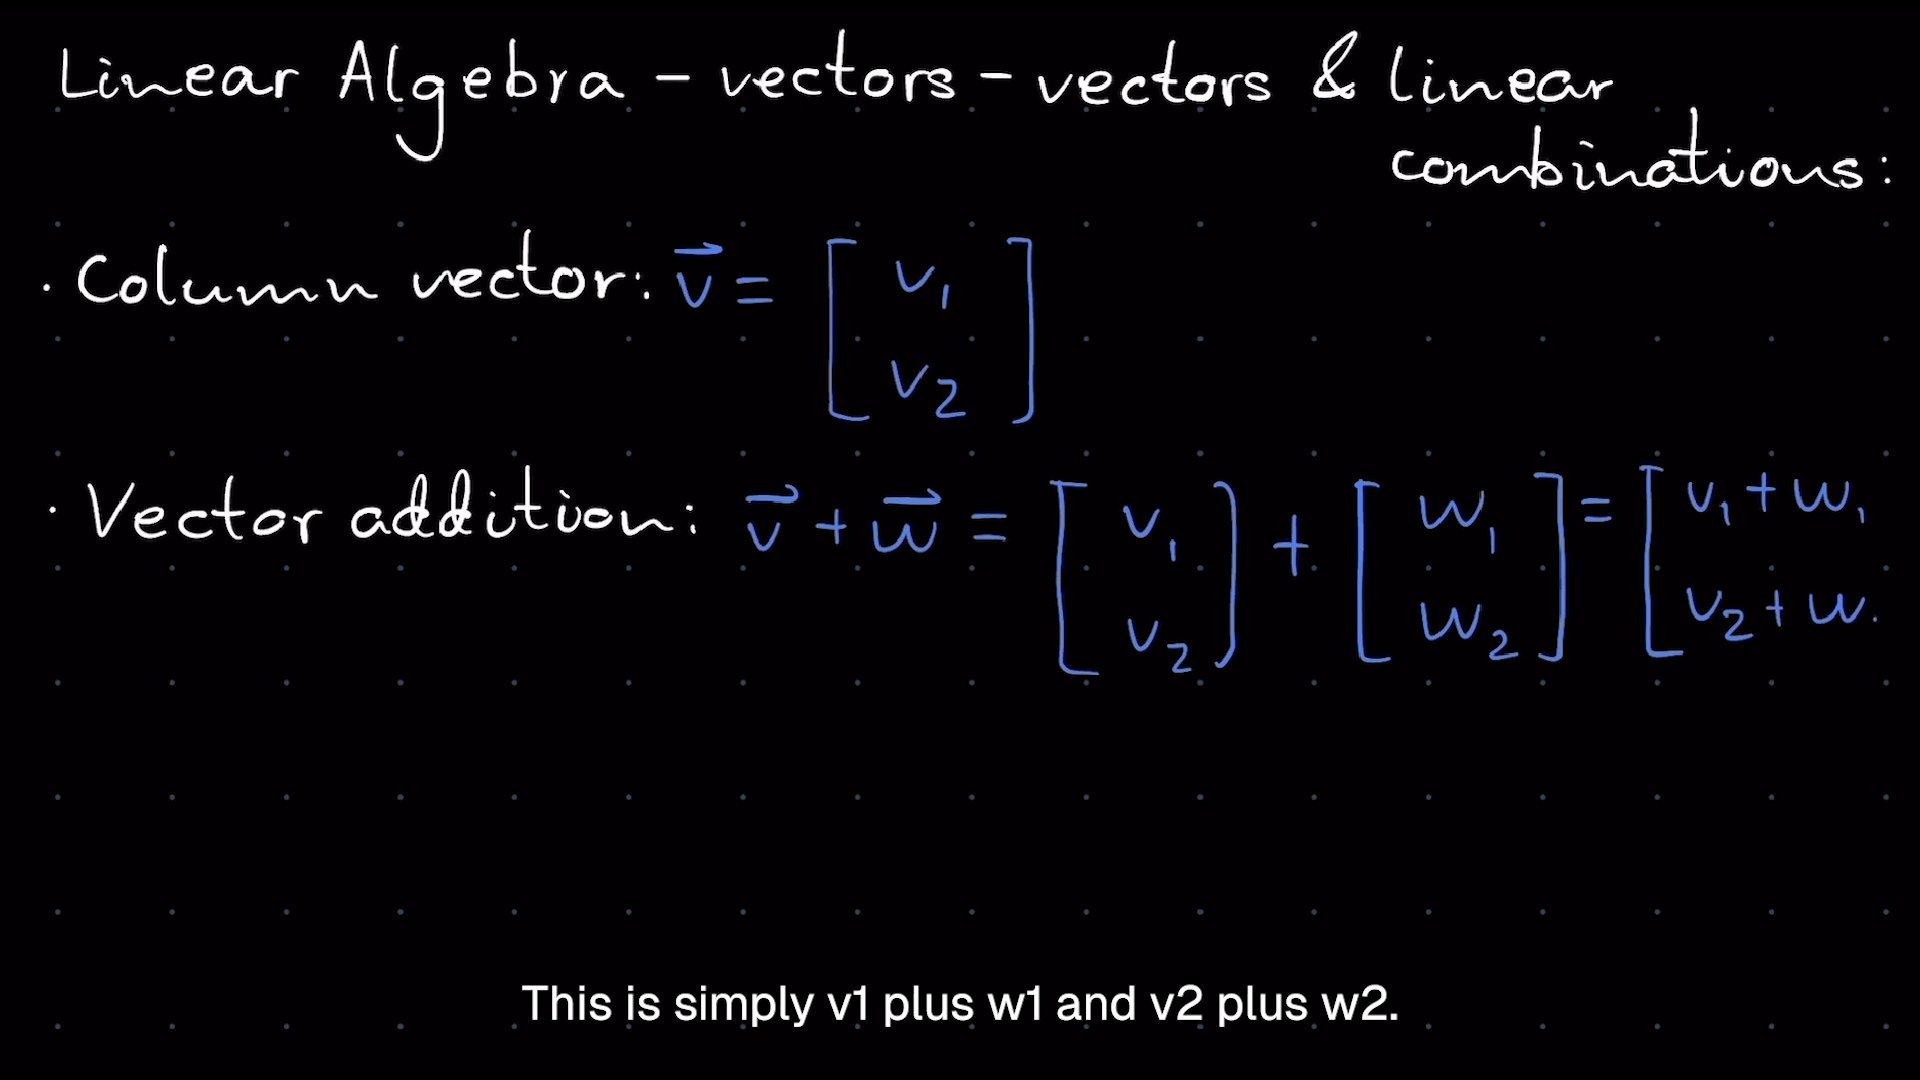 Linear Algebra - vectors - vectors & linear
combinations:
· Column vector: v⃗ = [v₁ v₂]
· Vector addition: v⃗ + w⃗ = [v₁ v₂] + [w₁ w₂] = [v₁ + w₁ v₂ + w.
This is simply v1 plus w1 and v2 plus w2.